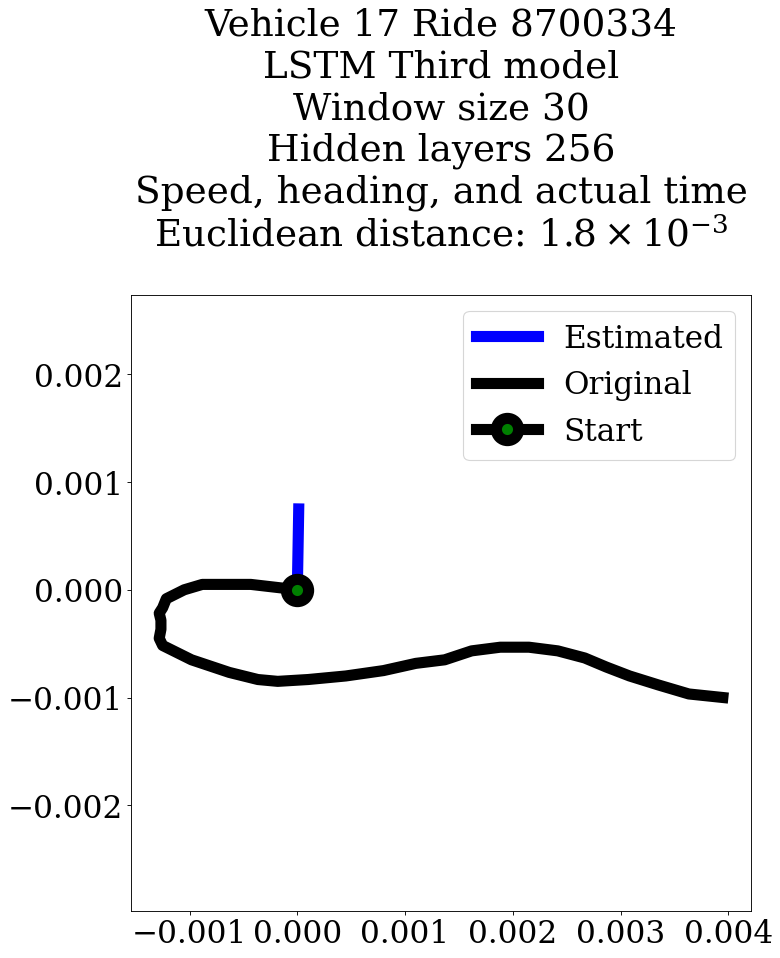 Vehicle 17 Ride 8700334
LSTM Third model
Window size 30
Hidden layers 256
Speed, heading, and actual time
Euclidean distance: 1.8 × 10⁻³
Estimated
Original
Start
0.002
0.001
0.000
−0.001
−0.002
−0.001 0.000 0.001 0.002 0.003 0.004